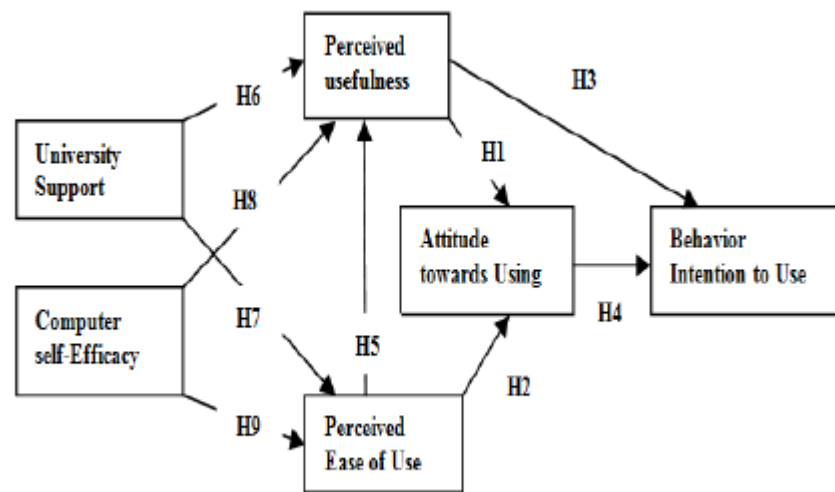 Perceived
usefulness
H6
H3
University
Support
H1
H8
Attitude
towards Using
Behavior
Intention to Use
Computer
self-Efficacy
H7
H5
H4
H2
H9
Perceived
Ease of Use